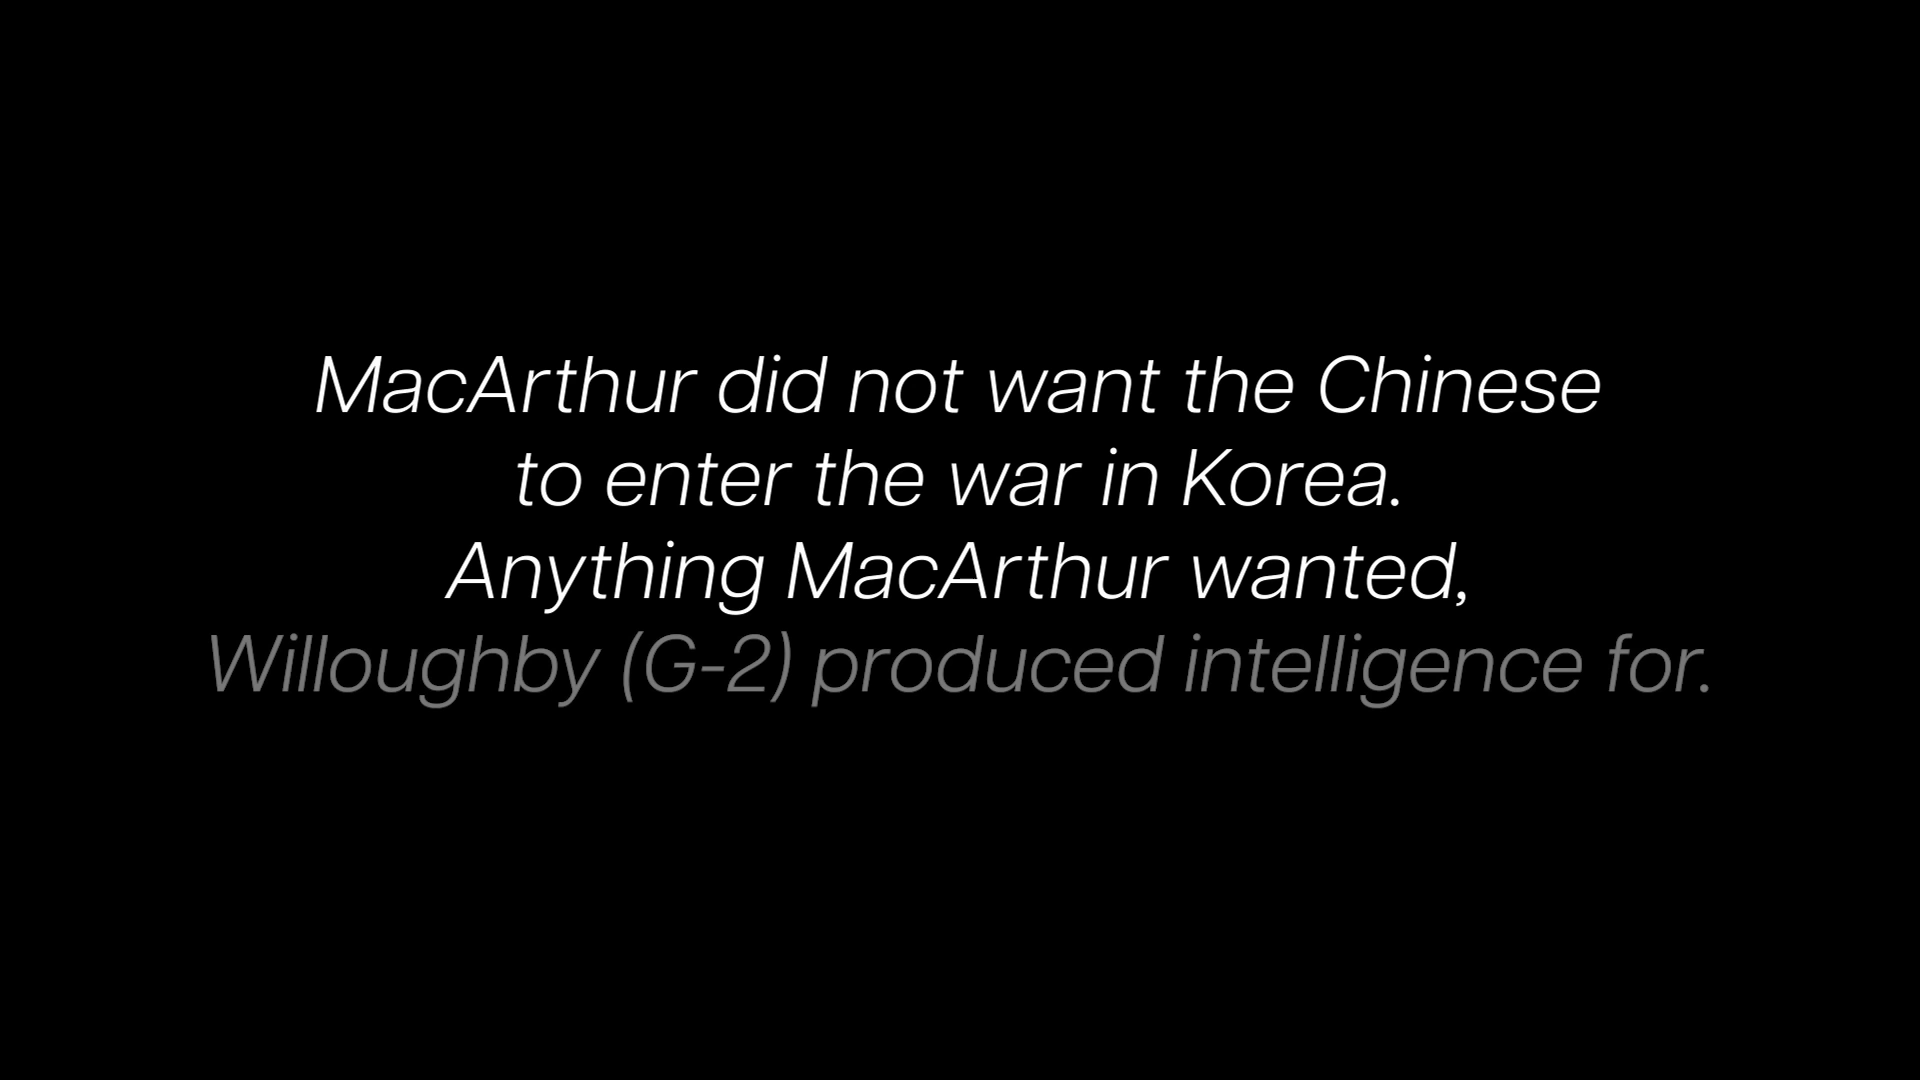 MacArthur did not want the Chinese
to enter the war in Korea.
Anything MacArthur wanted,
Willoughby (G-2) produced intelligence for.